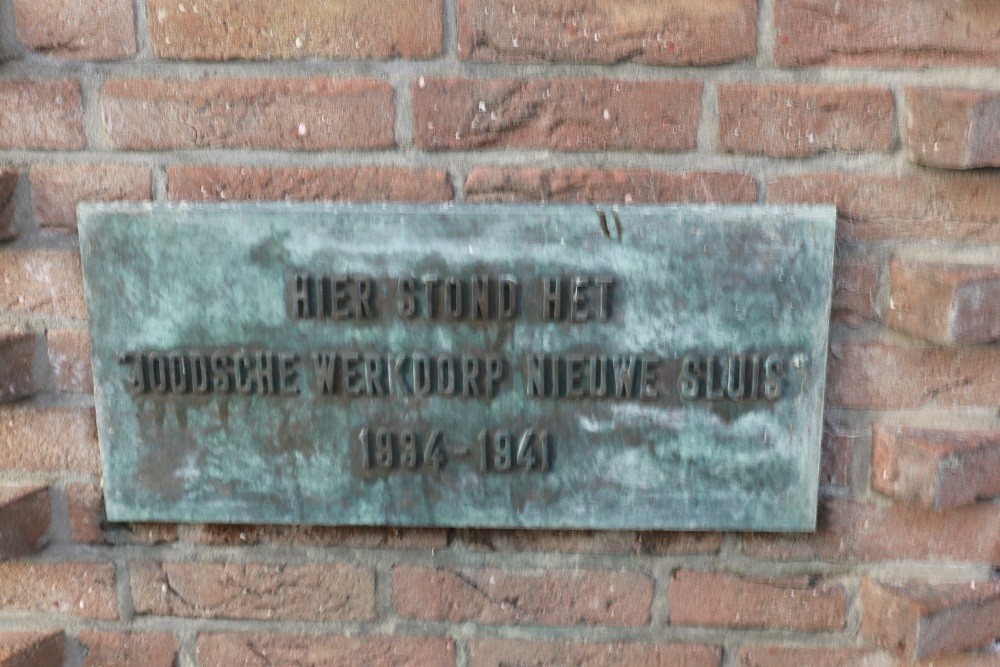 HIER STOND HET
"JOODSCHE WERKDORP NIEUWE SLUIS"
1934-1941